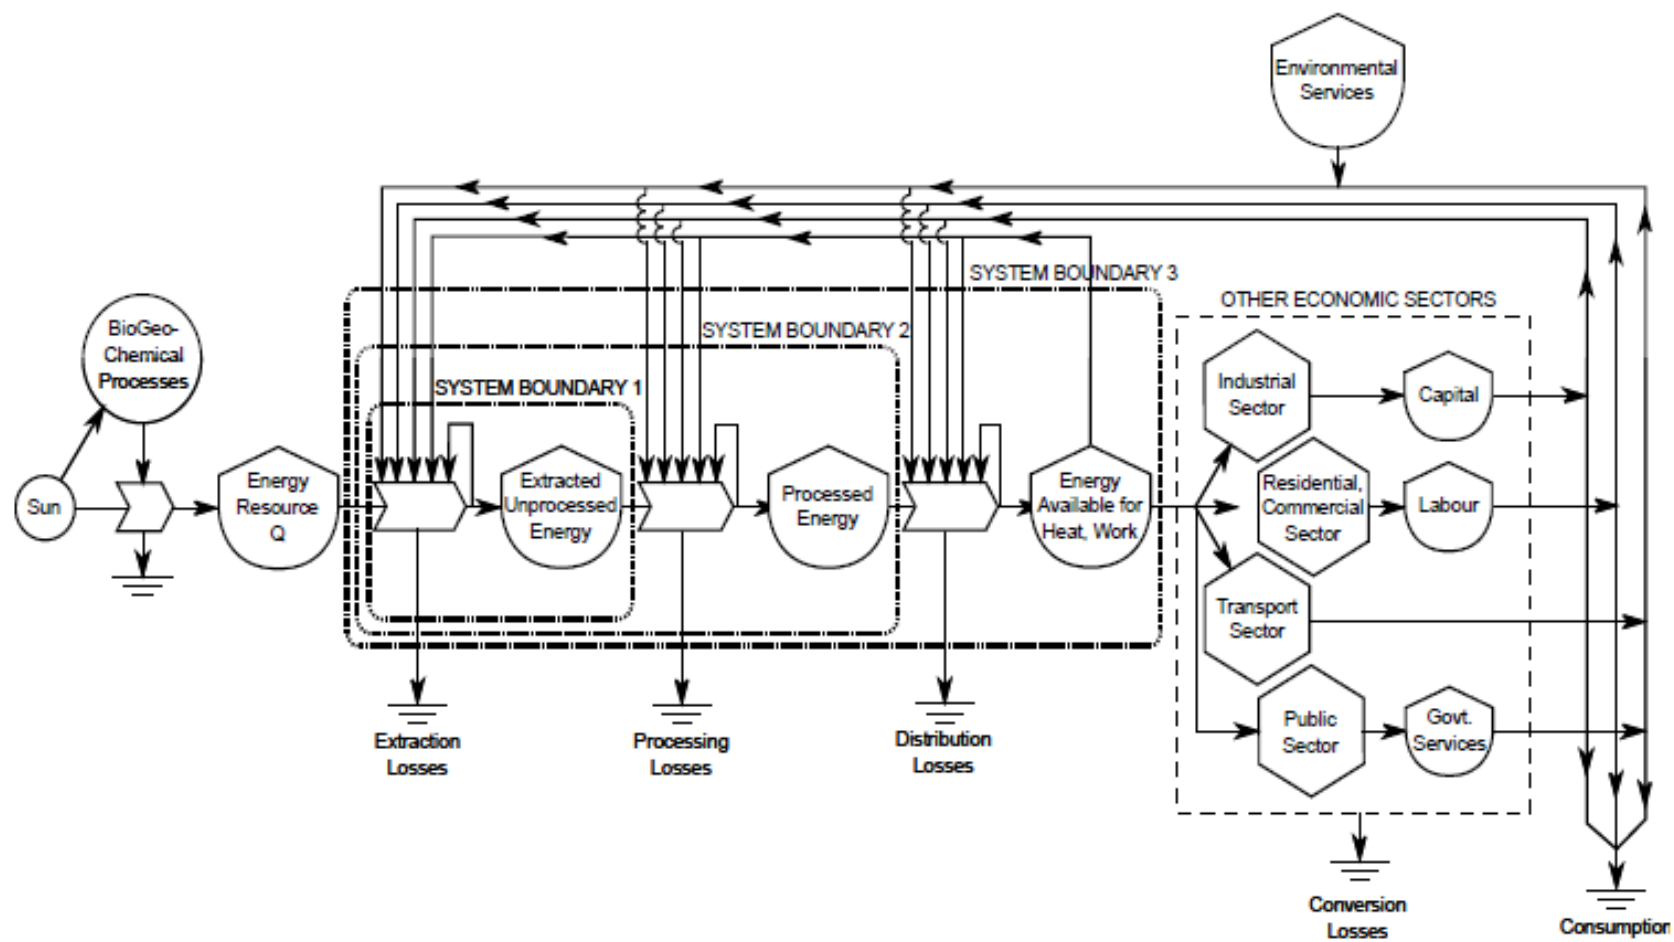 Environmental
Services
SYSTEM BOUNDARY 3
OTHER ECONOMIC SECTORS
SYSTEM BOUNDARY 2
SYSTEM BOUNDARY 1
BioGeo-
Chemical
Processes
Sun
Energy
Resource
Q
Extracted
Unprocessed
Energy
Processed
Energy
Energy
Available for
Heat, Work
Industrial
Sector
Capital
Residential,
Commercial
Sector
Labour
Transport
Sector
Public
Sector
Govt.
Services
Extraction
Losses
Processing
Losses
Distribution
Losses
Conversion
Losses
Consumption